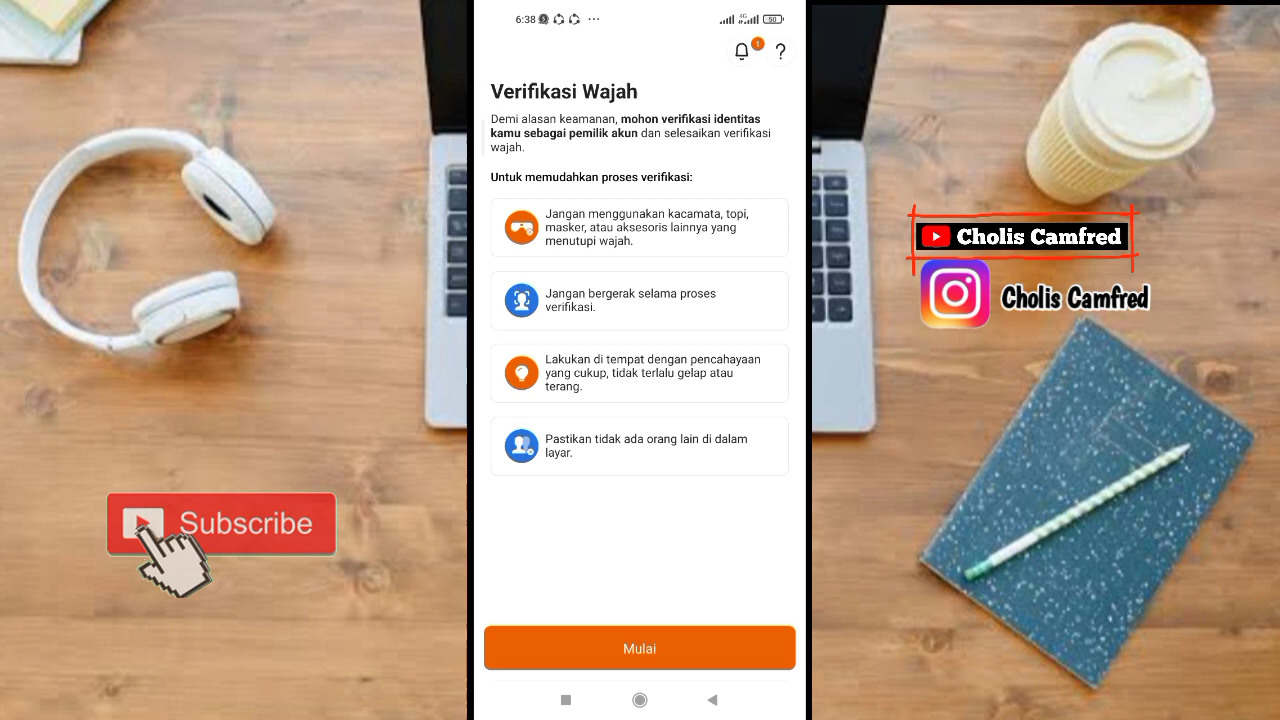 6:38
4G
50
1
?
Verifikasi Wajah
Demi alasan keamanan, mohon verifikasi identitas
kamu sebagai pemilik akun dan selesaikan verifikasi
wajah.
Untuk memudahkan proses verifikasi:
Jangan menggunakan kacamata, topi,
masker, atau aksesoris lainnya yang
menutupi wajah.
Jangan bergerak selama proses
verifikasi.
Lakukan di tempat dengan pencahayaan
yang cukup, tidak terlalu gelap atau
terang.
Pastikan tidak ada orang lain di dalam
layar.
Mulai
Subscribe
Cholis Camfred
Cholis Camfred